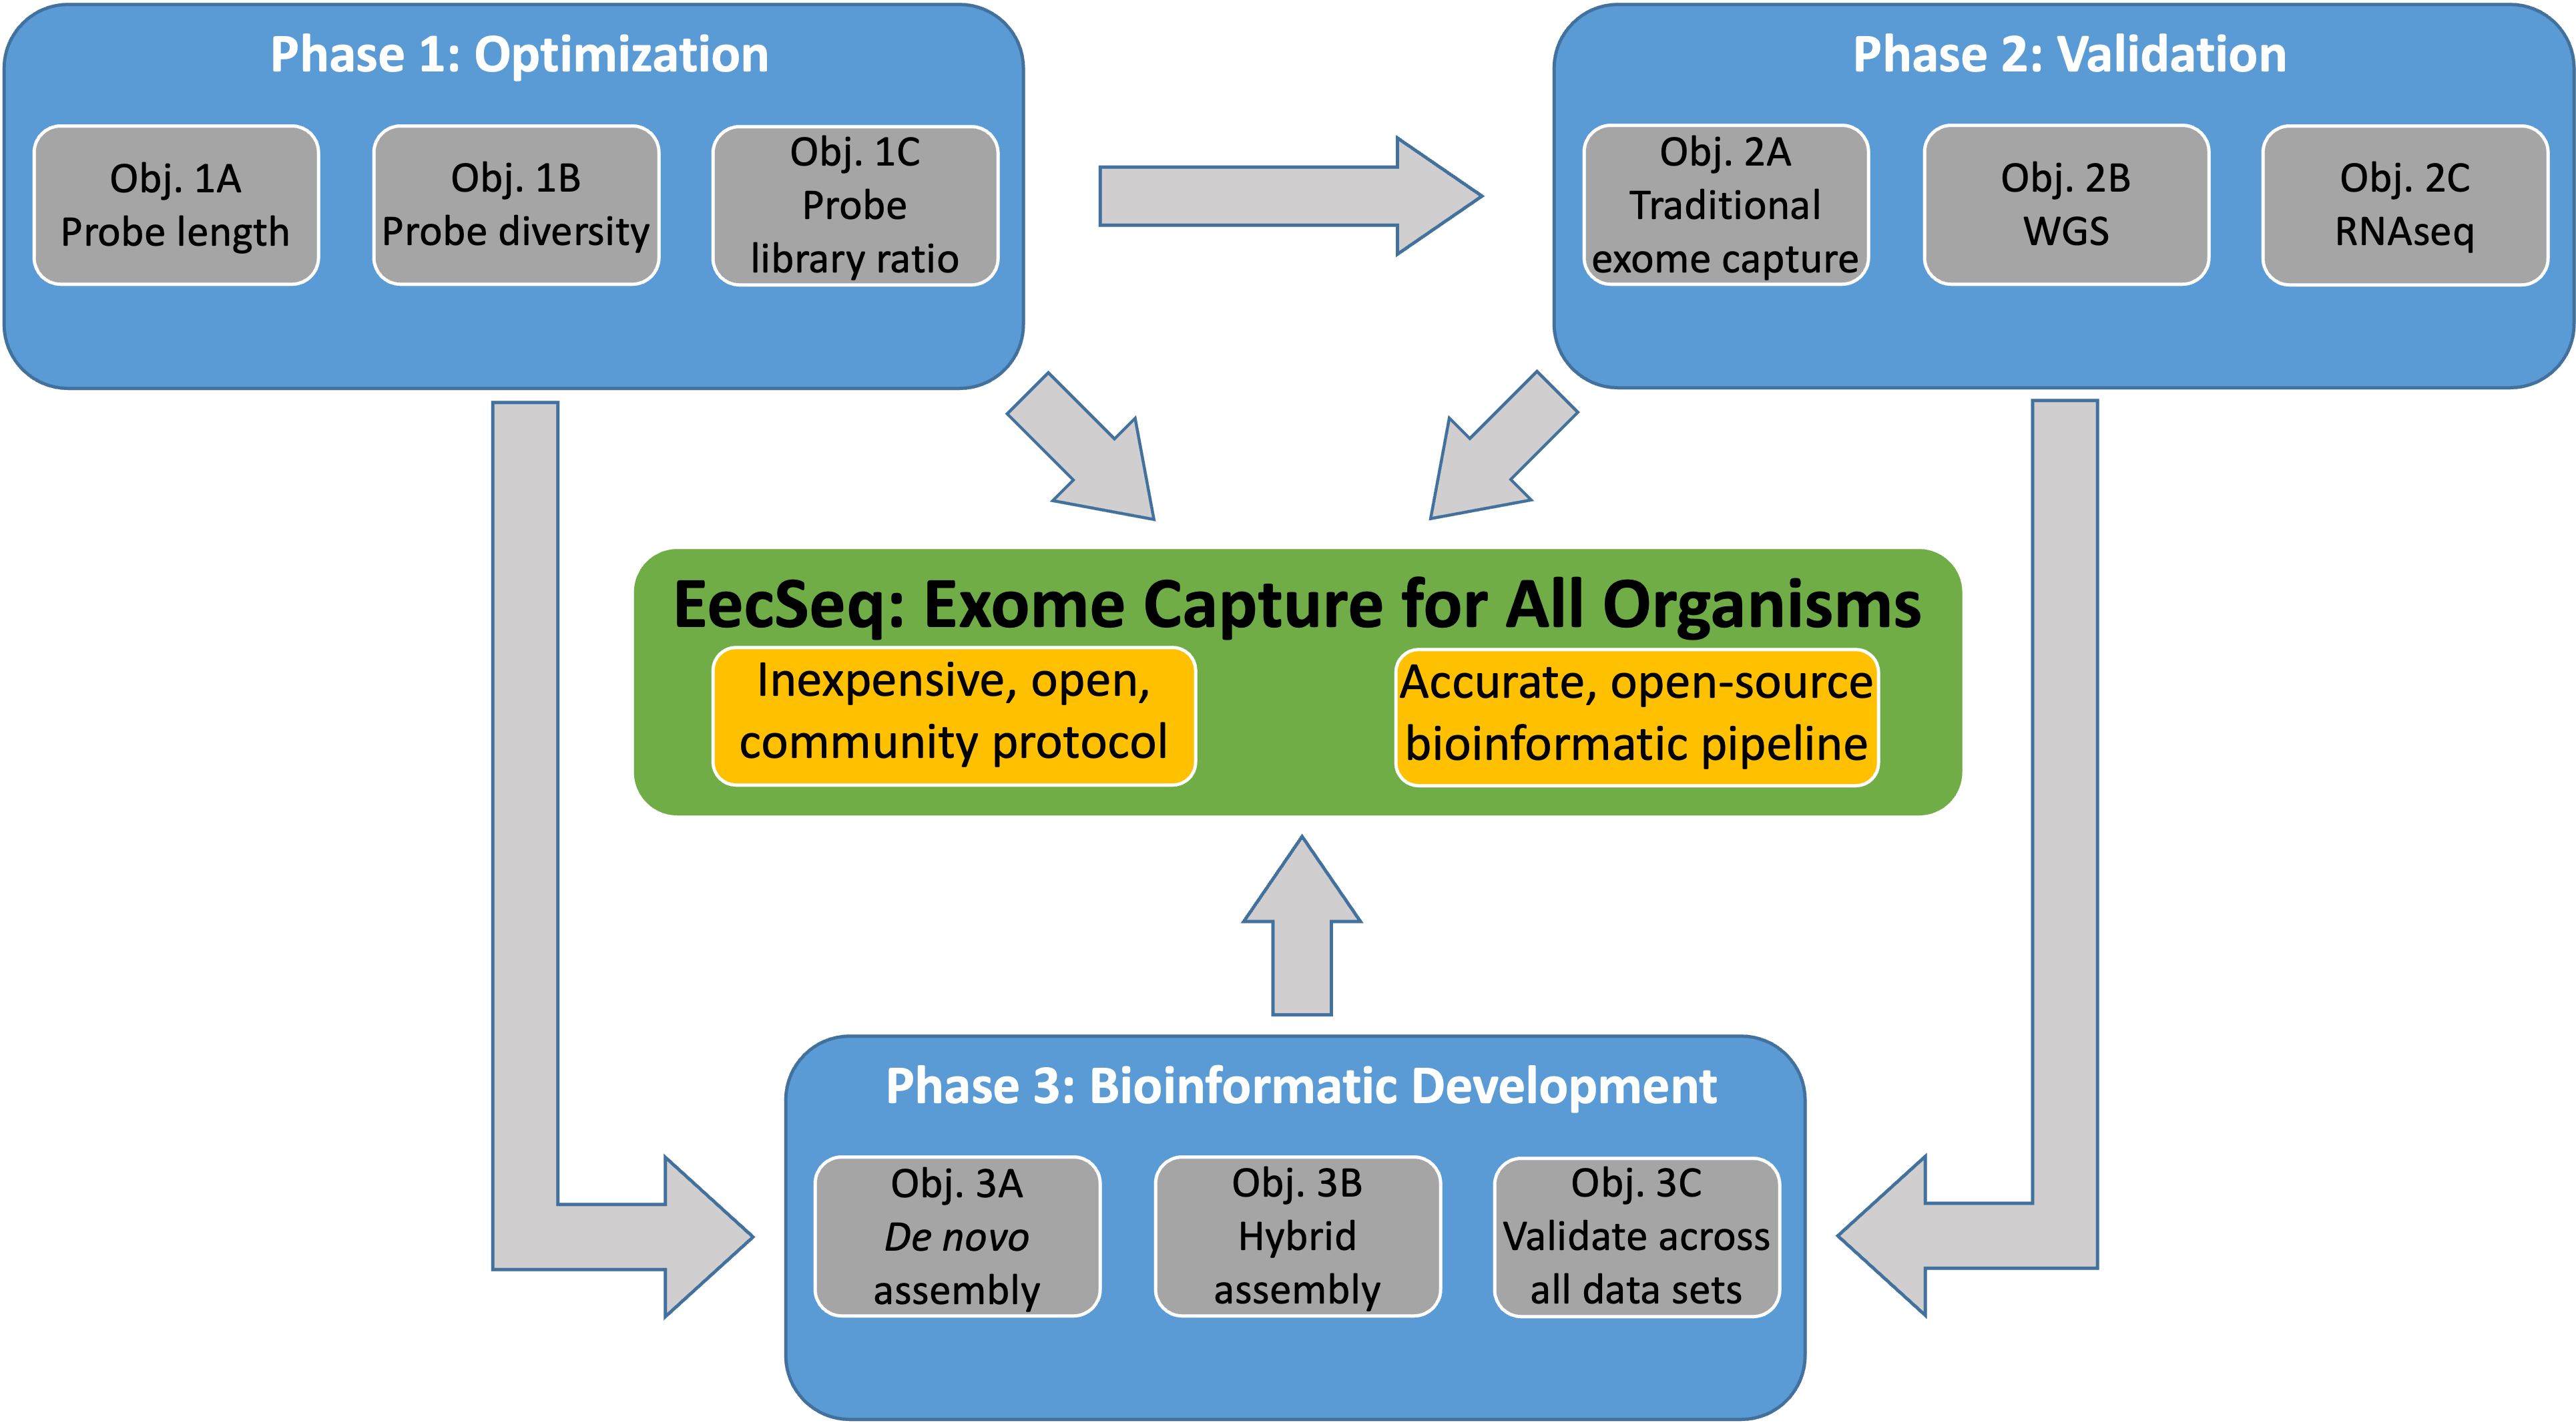 Phase 1: Optimization
Obj. 1A
Probe length
Obj. 1B
Probe diversity
Obj. 1C
Probe
library ratio
Phase 2: Validation
Obj. 2A
Traditional
exome capture
Obj. 2B
WGS
Obj. 2C
RNAseq
EecSeq: Exome Capture for All Organisms
Inexpensive, open,
community protocol
Accurate, open-source
bioinformatic pipeline
Phase 3: Bioinformatic Development
Obj. 3A
De novo
assembly
Obj. 3B
Hybrid
assembly
Obj. 3C
Validate across
all data sets